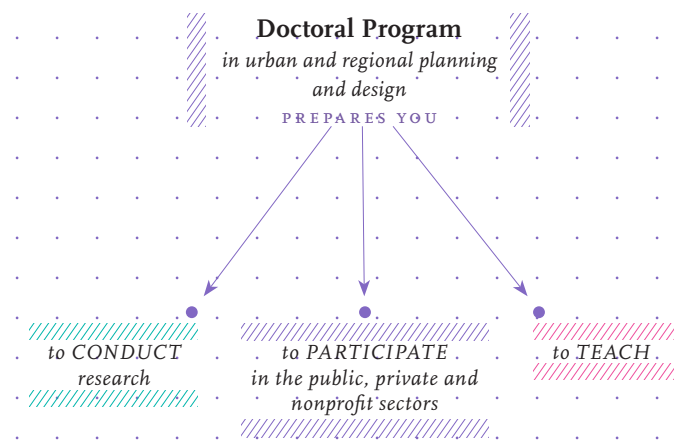 Doctoral Program
in urban and regional planning
and design
PREPARES YOU
to CONDUCT
research
to PARTICIPATE
in the public, private and
nonprofit sectors
to TEACH